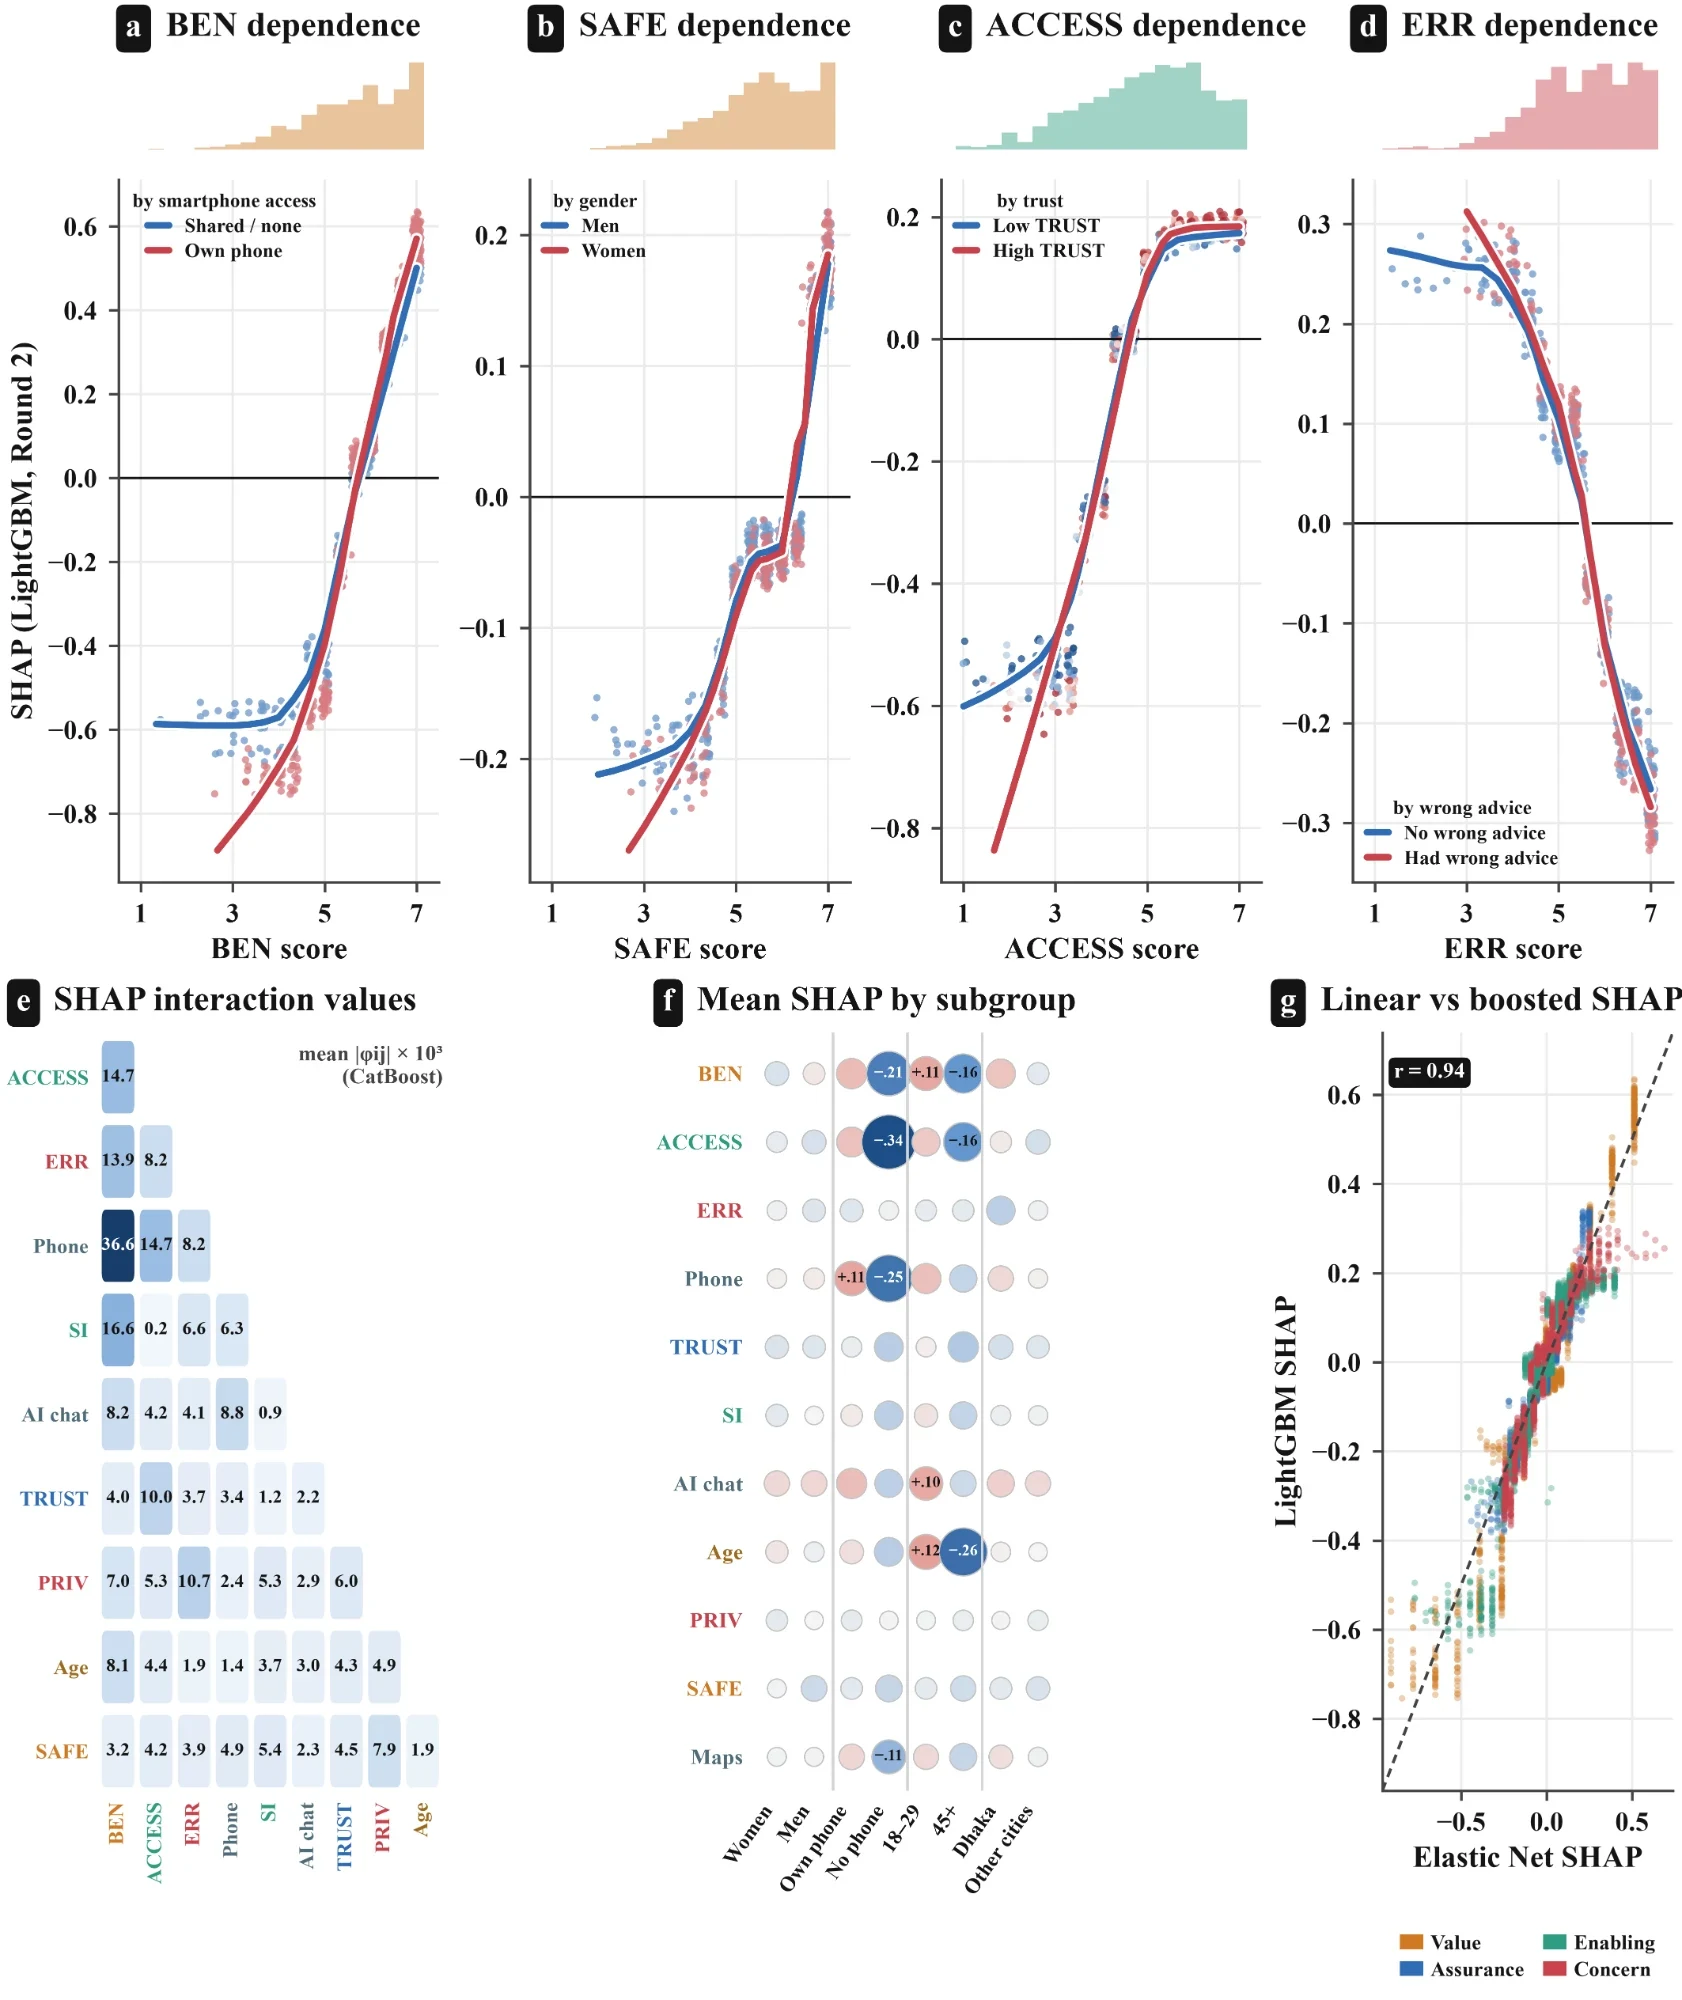 a BEN dependence
b SAFE dependence
c ACCESS dependence
d ERR dependence
SHAP (LightGBM, Round 2)
by smartphone access
Shared / none
Own phone
0.6
0.4
0.2
0.0
−0.2
−0.4
−0.6
−0.8
1 3 5 7
BEN score
by gender
Men
Women
0.2
0.1
0.0
−0.1
−0.2
1 3 5 7
SAFE score
by trust
Low TRUST
High TRUST
0.2
0.0
−0.2
−0.4
−0.6
−0.8
1 3 5 7
ACCESS score
0.3
0.2
0.1
0.0
−0.1
−0.2
−0.3
by wrong advice
No wrong advice
Had wrong advice
1 3 5 7
ERR score
e SHAP interaction values
mean |φij| × 10³
(CatBoost)
ACCESS 14.7
ERR 13.9 8.2
Phone 36.6 14.7 8.2
SI 16.6 0.2 6.6 6.3
AI chat 8.2 4.2 4.1 8.8 0.9
TRUST 4.0 10.0 3.7 3.4 1.2 2.2
PRIV 7.0 5.3 10.7 2.4 5.3 2.9 6.0
Age 8.1 4.4 1.9 1.4 3.7 3.0 4.3 4.9
SAFE 3.2 4.2 3.9 4.9 5.4 2.3 4.5 7.9 1.9
BEN ACCESS ERR Phone SI AI chat TRUST PRIV Age
f Mean SHAP by subgroup
BEN −.21 +.11 −.16
ACCESS −.34 −.16
ERR
Phone +.11 −.25
TRUST
SI
AI chat +.10
Age +.12 −.26
PRIV
SAFE
Maps −.11
Women Men Own phone No phone 18–29 45+ Dhaka Other cities
g Linear vs boosted SHAP
r = 0.94
LightGBM SHAP
0.6
0.4
0.2
0.0
−0.2
−0.4
−0.6
−0.8
−0.5 0.0 0.5
Elastic Net SHAP
Value Enabling
Assurance Concern